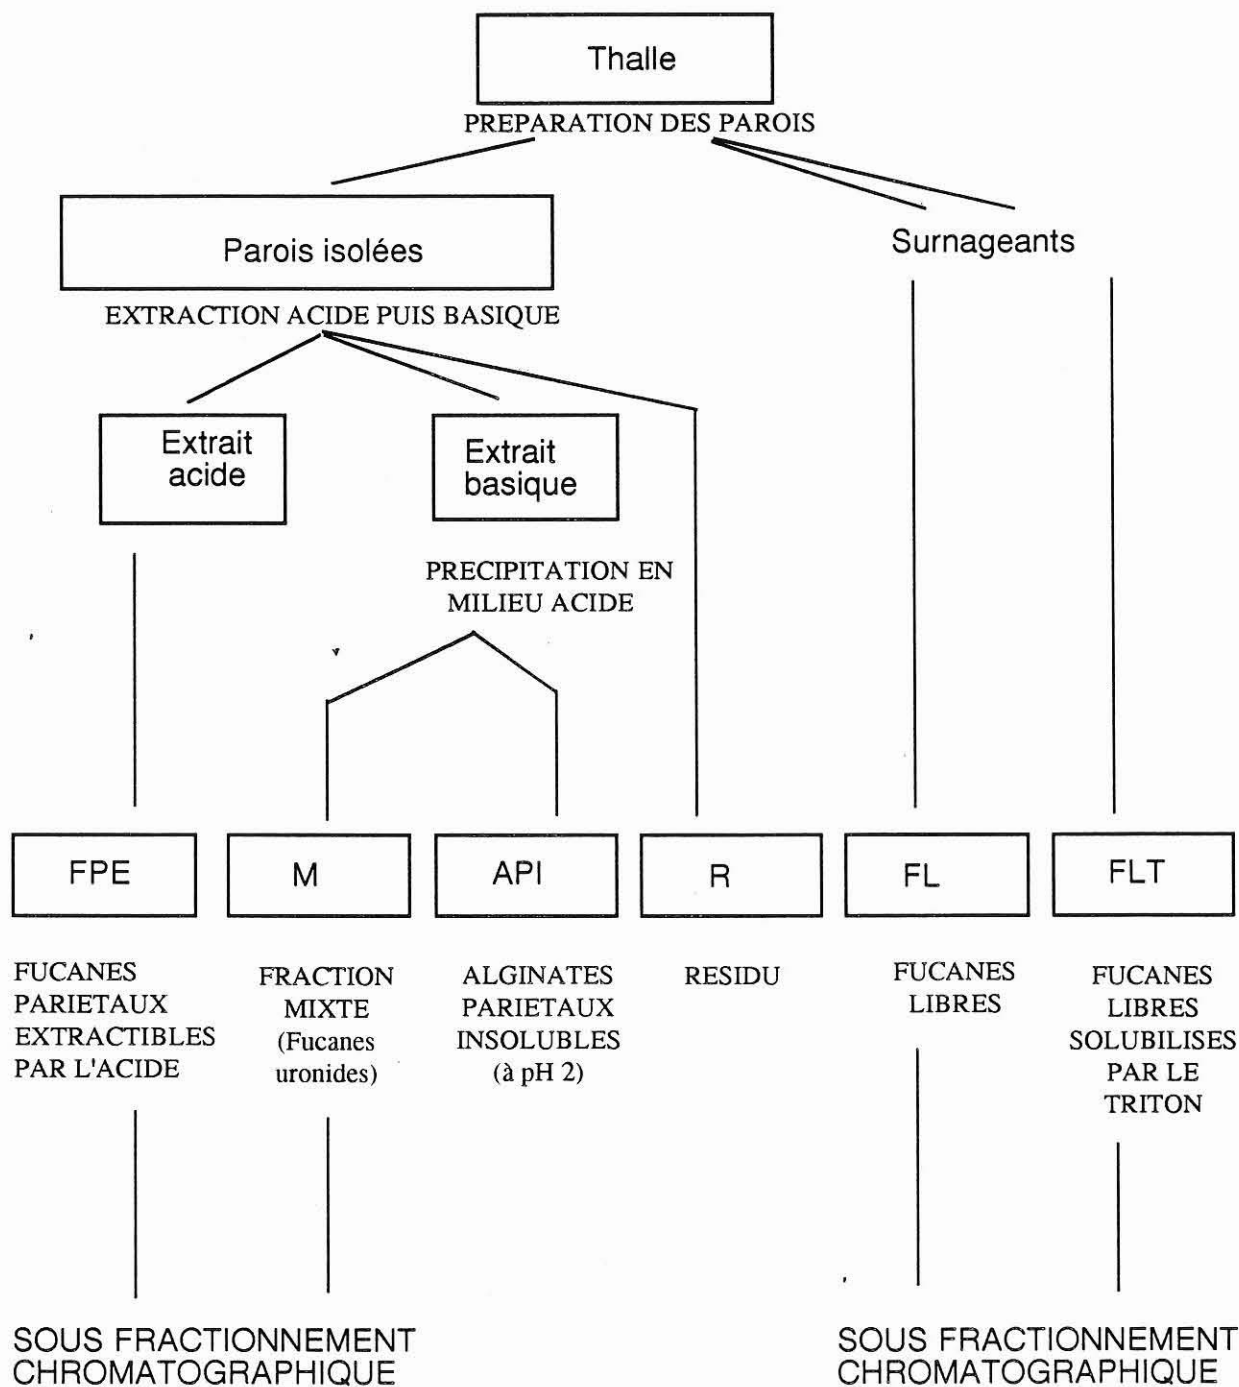 Thalle
PREPARATION DES PAROIS
Parois isolées
Surnageants
EXTRACTION ACIDE PUIS BASIQUE
Extrait
acide
Extrait
basique
PRECIPITATION EN
MILIEU ACIDE
FPE
M
API
R
FL
FLT
FUCANES
PARIETAUX
EXTRACTIBLES
PAR L'ACIDE
FRACTION
MIXTE
(Fucanes
uronides)
ALGINATES
PARIETAUX
INSOLUBLES
(à pH 2)
RESIDU
FUCANES
LIBRES
FUCANES
LIBRES
SOLUBILISES
PAR LE
TRITON
SOUS FRACTIONNEMENT
CHROMATOGRAPHIQUE
SOUS FRACTIONNEMENT
CHROMATOGRAPHIQUE